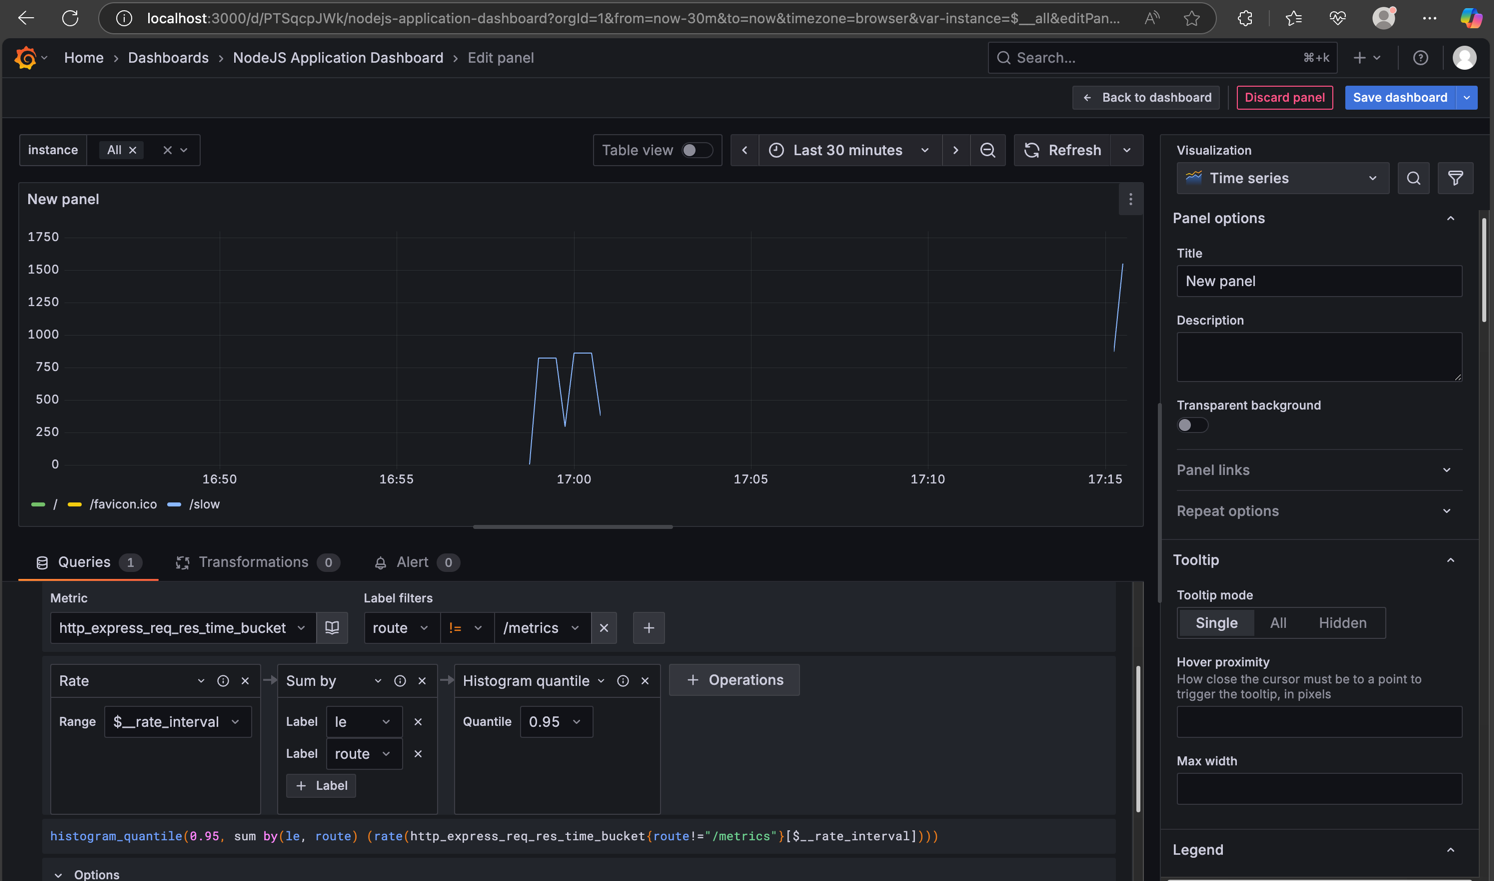 localhost:3000/d/PTSqcpJWk/nodejs-application-dashboard?orgId=1&from=now-30m&to=now&timezone=browser&var-instance=$__all&editPan...
Home › Dashboards › NodeJS Application Dashboard › Edit panel
Search... ⌘+k
Back to dashboard
Discard panel
Save dashboard
instance
All
Table view
Last 30 minutes
Refresh
New panel
1750
1500
1250
1000
750
500
250
0
16:50 16:55 17:00 17:05 17:10 17:15
/ /favicon.ico /slow
Queries 1
Transformations 0
Alert 0
Metric
Label filters
http_express_req_res_time_bucket
route != /metrics
Rate
Sum by
Histogram quantile
+ Operations
Range $__rate_interval
Label le
Label route
+ Label
Quantile 0.95
histogram_quantile(0.95, sum by(le, route) (rate(http_express_req_res_time_bucket{route!="/metrics"}[$__rate_interval])))
Options
Visualization
Time series
Panel options
Title
New panel
Description
Transparent background
Panel links
Repeat options
Tooltip
Tooltip mode
Single All Hidden
Hover proximity
How close the cursor must be to a point to
trigger the tooltip, in pixels
Max width
Legend